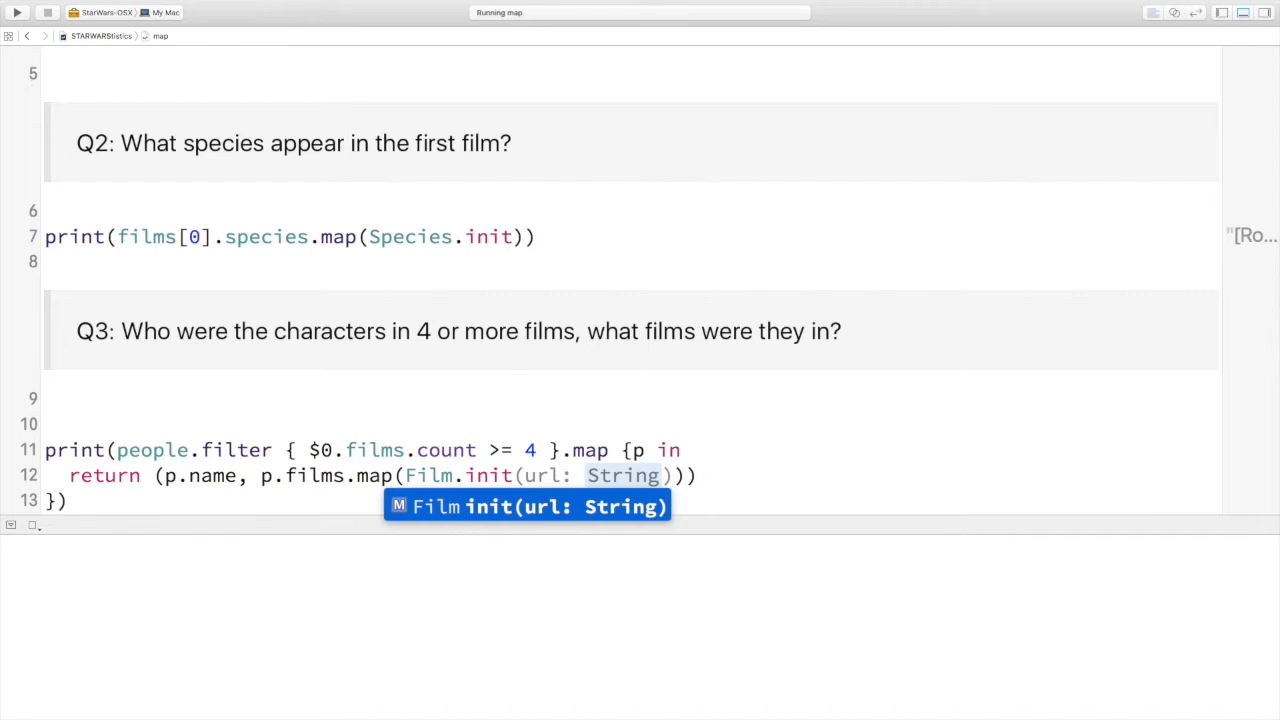 StarWars-OSX 〉 My Mac
Running map
STARWARStistics 〉 map
5
Q2: What species appear in the first film?
6
7 print(films[0].species.map(Species.init))
"[Ro...
8
Q3: Who were the characters in 4 or more films, what films were they in?
9
10
11 print(people.filter { $0.films.count >= 4 }.map {p in
12 return (p.name, p.films.map(Film.init(url: String)))
13 })
M Film init(url: String)